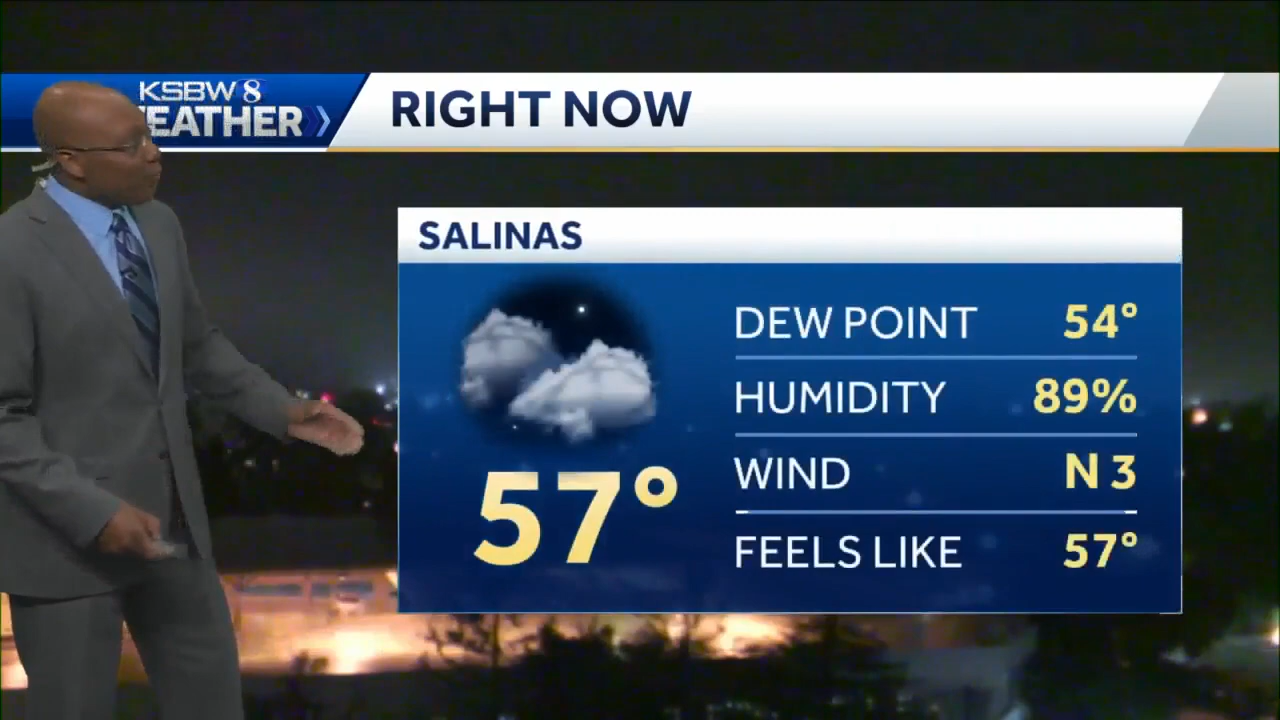 KSBW 8
WEATHER
RIGHT NOW
SALINAS
57°
DEW POINT 54°
HUMIDITY 89%
WIND N 3
FEELS LIKE 57°